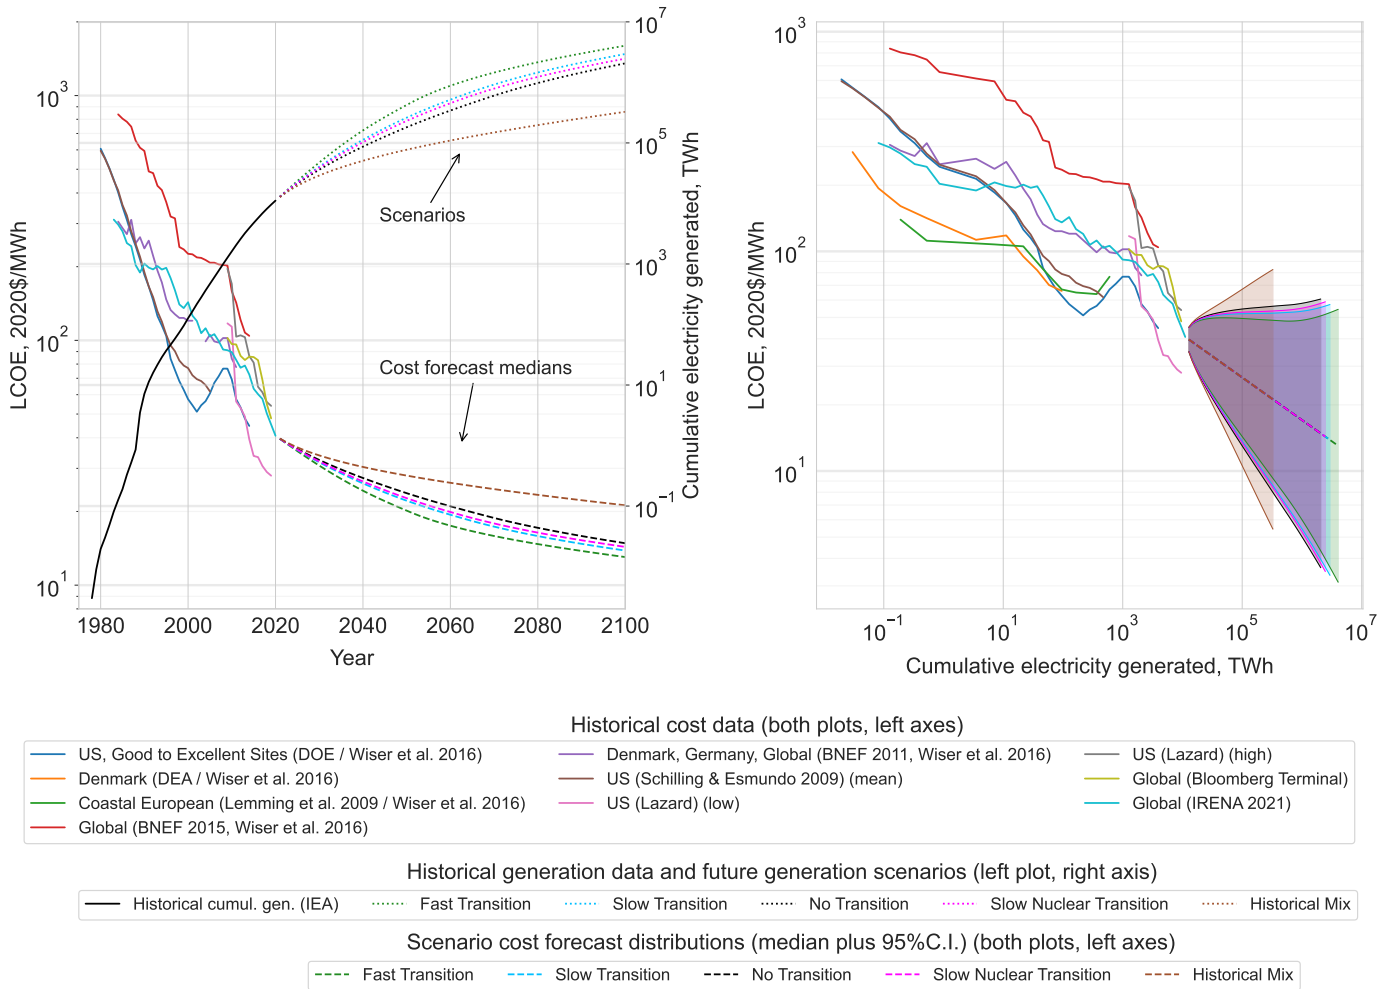 10^7
10^3
10^5
Scenarios
10^3
10^2
Cost forecast medians
10^1
10^−1
10^1
LCOE, 2020$/MWh
Cumulative electricity generated, TWh
1980 2000 2020 2040 2060 2080 2100
Year
10^3
10^2
10^1
LCOE, 2020$/MWh
10^−1 10^1 10^3 10^5 10^7
Cumulative electricity generated, TWh
Historical cost data (both plots, left axes)
US, Good to Excellent Sites (DOE / Wiser et al. 2016)
Denmark (DEA / Wiser et al. 2016)
Coastal European (Lemming et al. 2009 / Wiser et al. 2016)
Global (BNEF 2015, Wiser et al. 2016)
Denmark, Germany, Global (BNEF 2011, Wiser et al. 2016)
US (Schilling & Esmundo 2009) (mean)
US (Lazard) (low)
US (Lazard) (high)
Global (Bloomberg Terminal)
Global (IRENA 2021)
Historical generation data and future generation scenarios (left plot, right axis)
Historical cumul. gen. (IEA) Fast Transition Slow Transition No Transition Slow Nuclear Transition Historical Mix
Scenario cost forecast distributions (median plus 95%C.I.) (both plots, left axes)
Fast Transition Slow Transition No Transition Slow Nuclear Transition Historical Mix